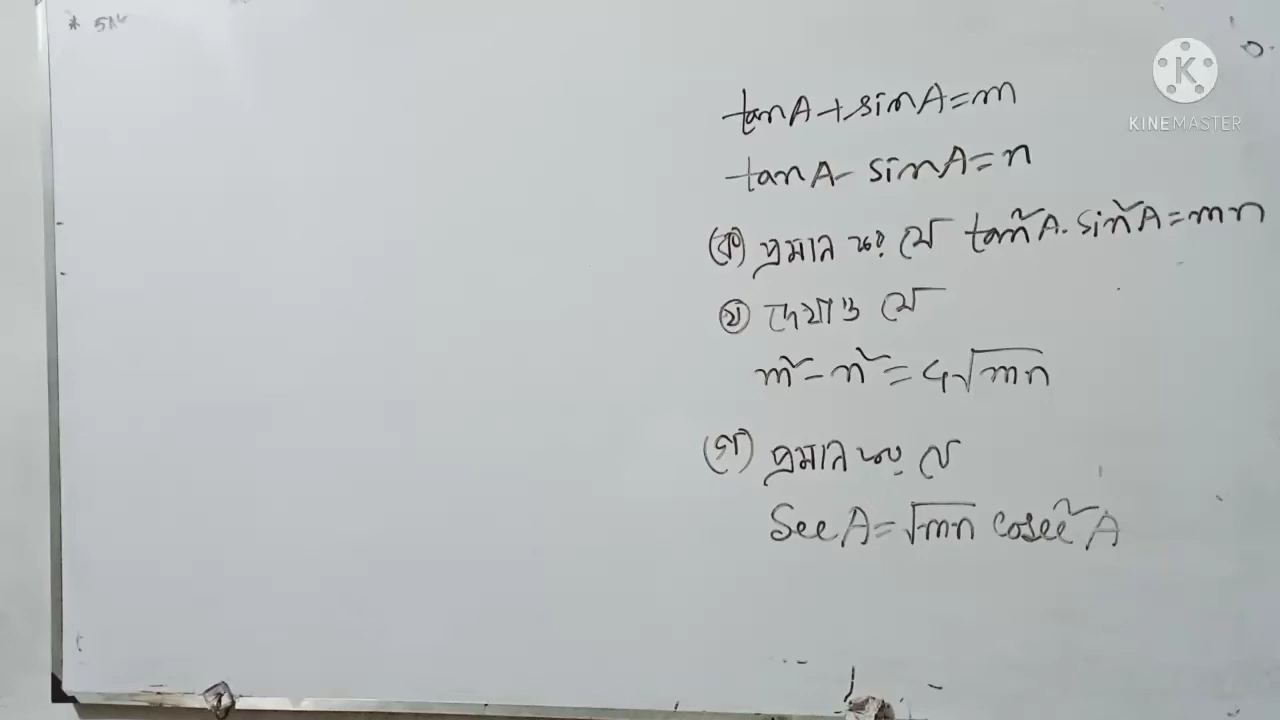 tanA+sinA=m
tanA-sinA=n
(ক) প্রমাণ কর যে tan²A.sin²A=mn
(খ) দেখাও যে
m²-n²=4√mn
(গ) প্রমাণ কর যে
SecA=√mn cosec²A
KINEMASTER